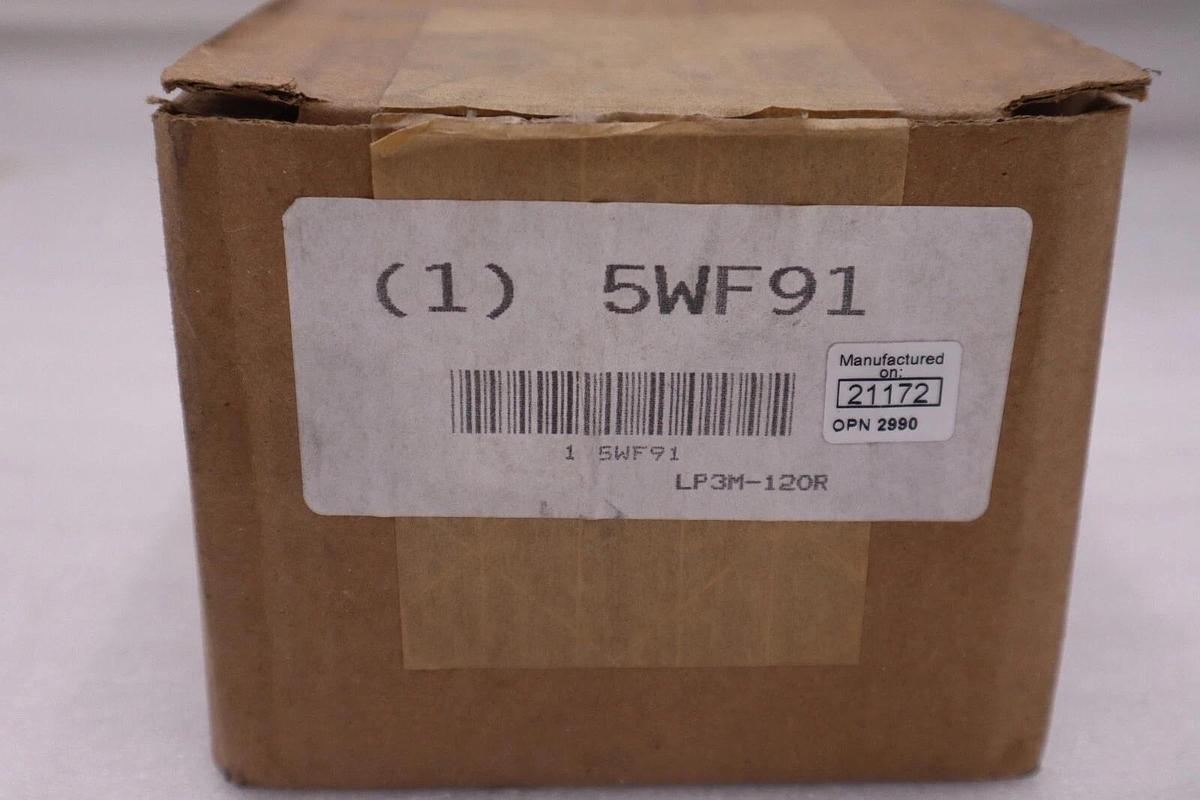 (1) 5WF91
Manufactured
on:
21172
OPN 2990
1 5WF91
LP3M-120R